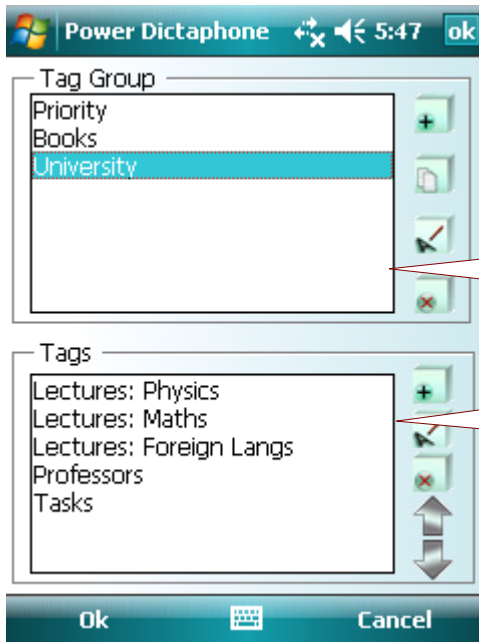 Power Dictaphone 5:47 ok
Tag Group
Priority
Books
University
Tags
Lectures: Physics
Lectures: Maths
Lectures: Foreign Langs
Professors
Tasks
Ok Cancel